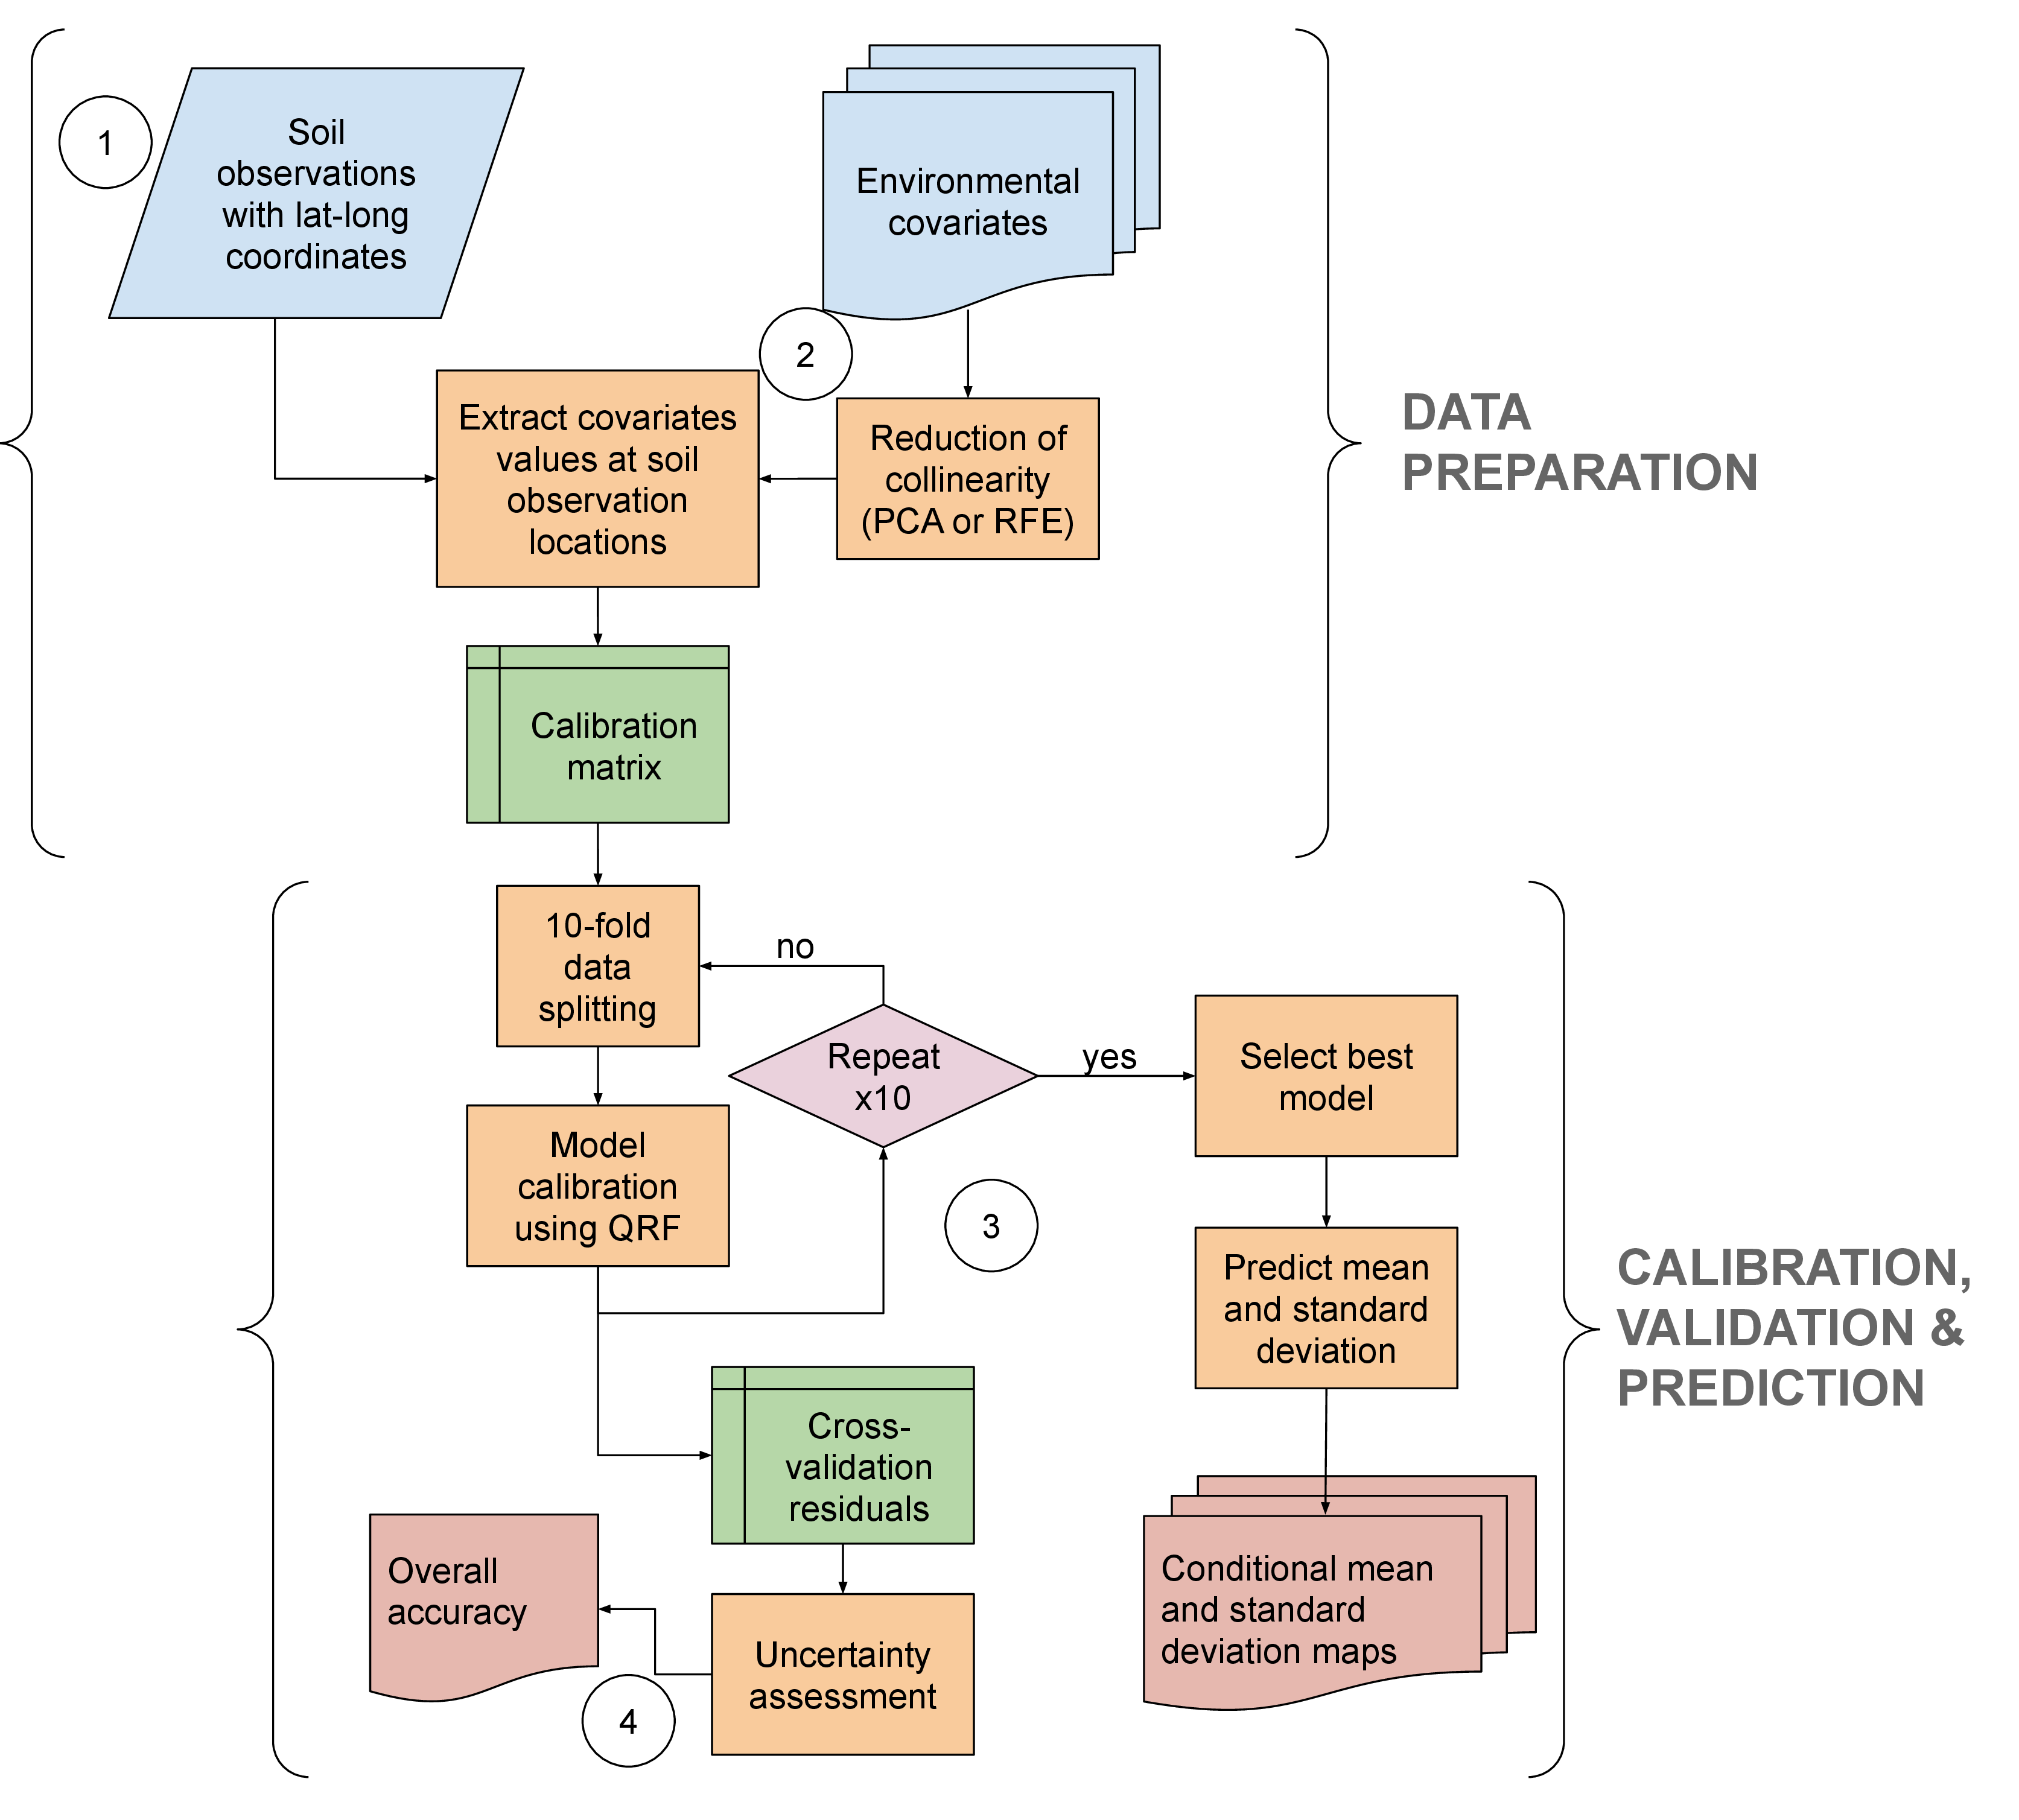 1
Soil
observations
with lat-long
coordinates
Environmental
covariates
2
Extract covariates
values at soil
observation
locations
Reduction of
collinearity
(PCA or RFE)
DATA
PREPARATION
Calibration
matrix
10-fold
data
splitting
no
Repeat
x10
yes
Select best
model
Model
calibration
using QRF
3
Predict mean
and standard
deviation
CALIBRATION,
VALIDATION &
PREDICTION
Cross-
validation
residuals
Overall
accuracy
Conditional mean
and standard
deviation maps
Uncertainty
assessment
4